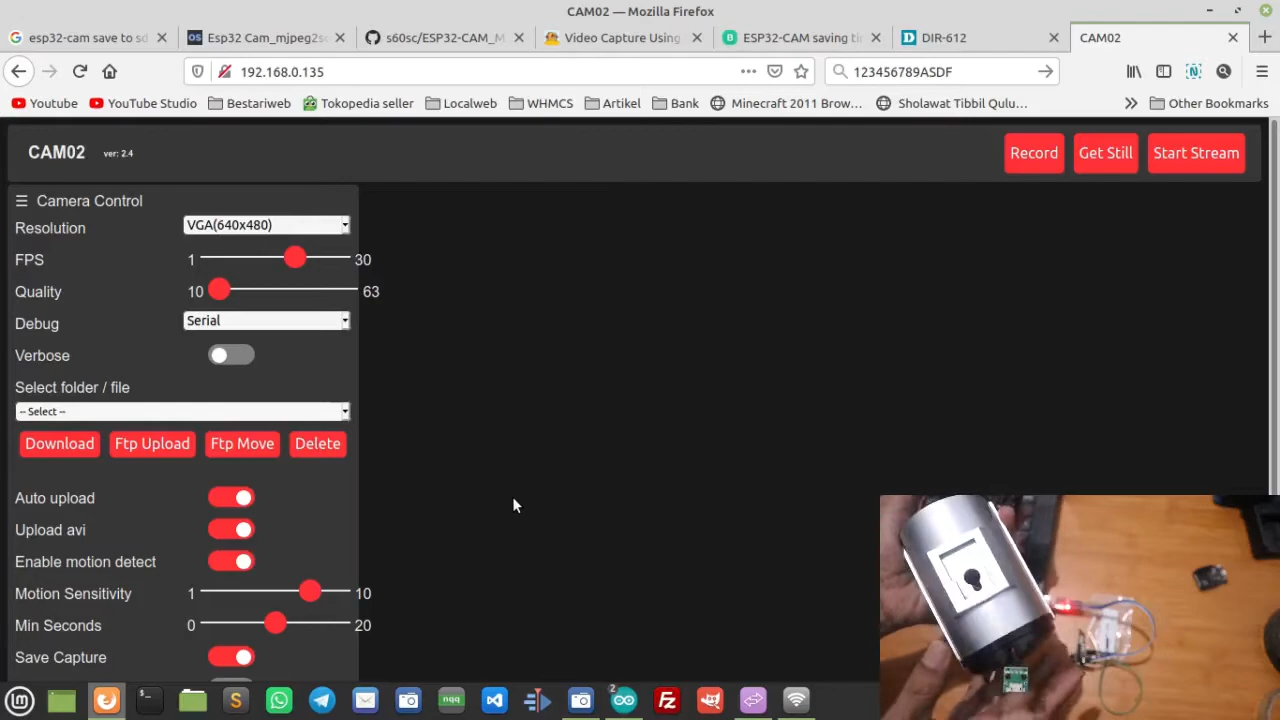 CAM02 — Mozilla Firefox
esp32-cam save to sd
Esp32 Cam_mjpeg2s
s60sc/ESP32-CAM_M
Video Capture Using
ESP32-CAM saving ti
DIR-612
CAM02
192.168.0.135
123456789ASDF
Youtube
YouTube Studio
Bestariweb
Tokopedia seller
Localweb
WHMCS
Artikel
Bank
Minecraft 2011 Brow...
Sholawat Tibbil Qulu...
Other Bookmarks
CAM02 ver: 2.4
Record
Get Still
Start Stream
☰ Camera Control
Resolution VGA(640x480)
FPS 1 30
Quality 10 63
Debug Serial
Verbose
Select folder / file
-- Select --
Download Ftp Upload Ftp Move Delete
Auto upload
Upload avi
Enable motion detect
Motion Sensitivity 1 10
Min Seconds 0 20
Save Capture
nqq
2